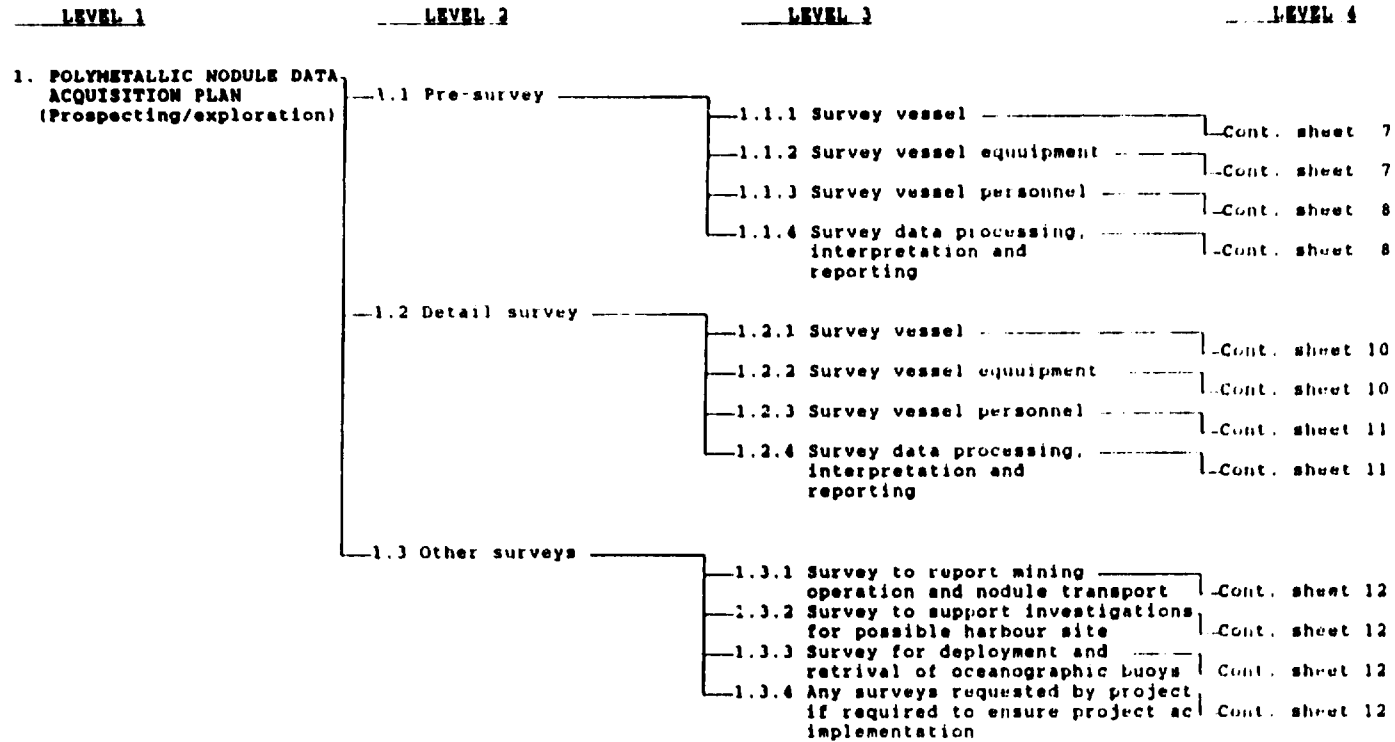 LEVEL 1 LEVEL 2 LEVEL 3 LEVEL 4
1. POLYMETALLIC NODULE DATA
ACQUISITION PLAN
(Prospecting/exploration)
1.1 Pre-survey
1.1.1 Survey vessel
Cont. sheet 7
1.1.2 Survey vessel equuipment
Cont. sheet 7
1.1.3 Survey vessel personnel
Cont. sheet 8
1.1.4 Survey data processing,
interpretation and
reporting
Cont. sheet 8
1.2 Detail survey
1.2.1 Survey vessel
Cont. sheet 10
1.2.2 Survey vessel equuipment
Cont. sheet 10
1.2.3 Survey vessel personnel
Cont. sheet 11
1.2.4 Survey data processing,
interpretation and
reporting
Cont. sheet 11
1.3 Other surveys
1.3.1 Survey to report mining
operation and nodule transport
Cont. sheet 12
1.3.2 Survey to support investigations
for possible harbour site
Cont. sheet 12
1.3.3 Survey for deployment and
retrival of oceanographic buoys
Cont. sheet 12
1.3.4 Any surveys requested by project
if required to ensure project ac
implementation
Cont. sheet 12